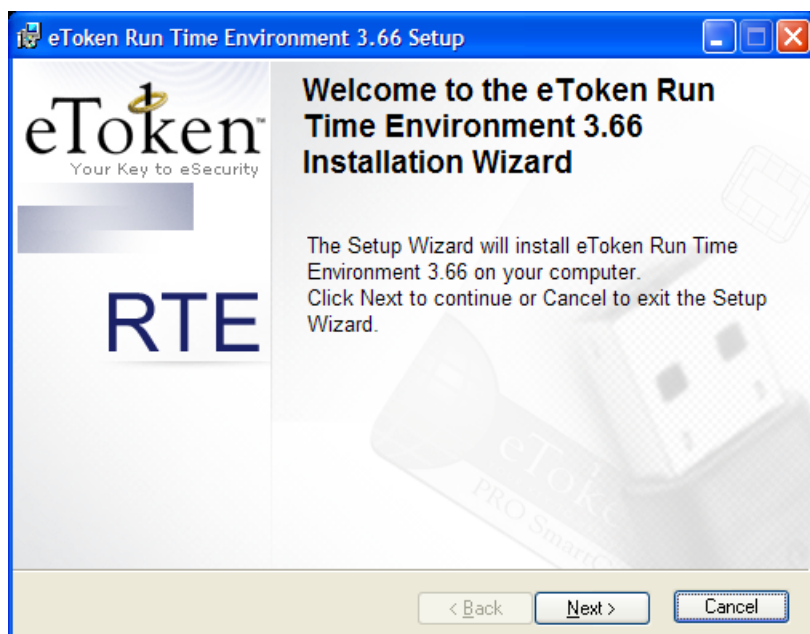 eToken Run Time Environment 3.66 Setup
eToken™
Your Key to eSecurity
RTE
Welcome to the eToken Run
Time Environment 3.66
Installation Wizard
The Setup Wizard will install eToken Run Time
Environment 3.66 on your computer.
Click Next to continue or Cancel to exit the Setup
Wizard.
eToken
PRO
< Back
Next >
Cancel